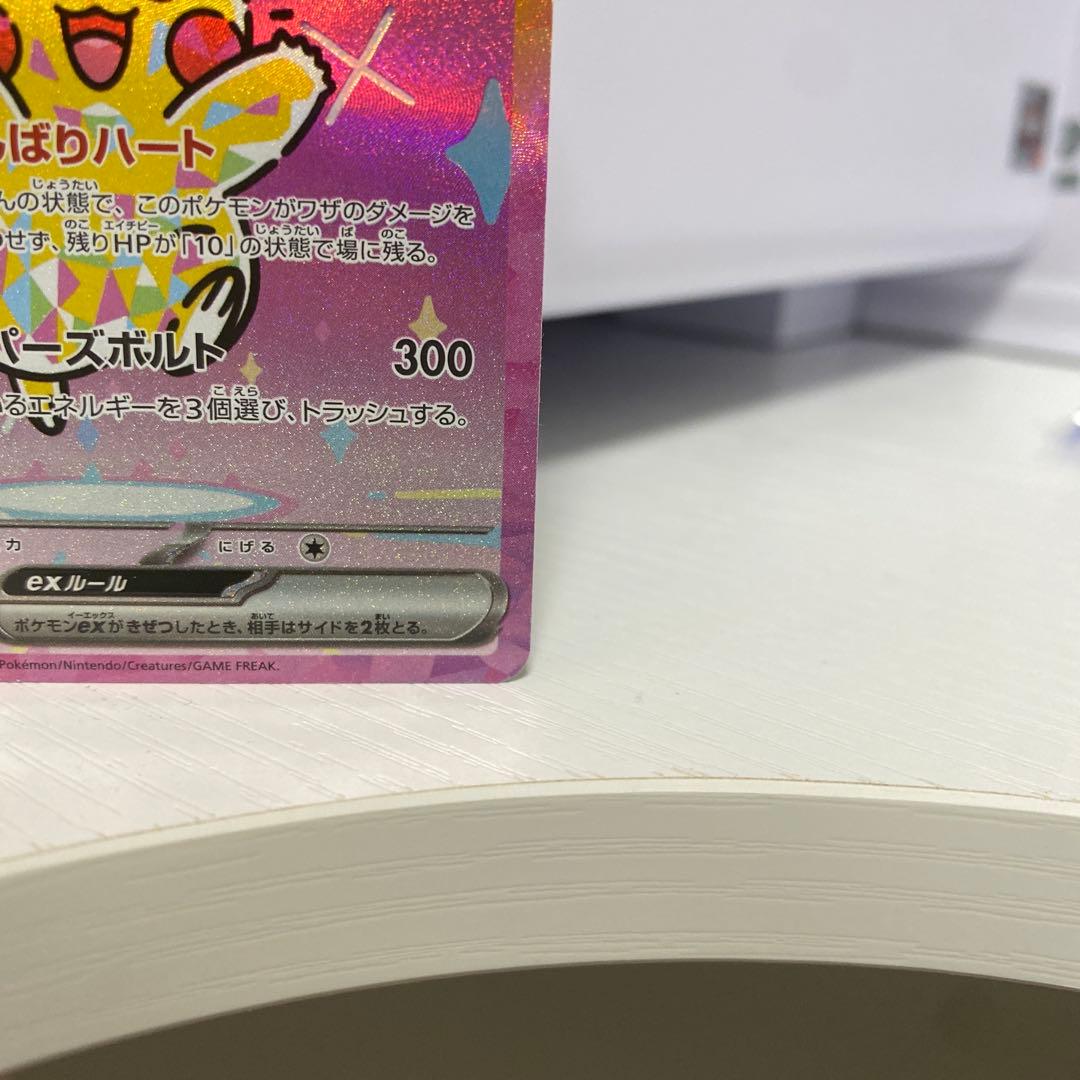 ばりハート
んの状態で、このポケモンがワザのダメージを
せず、残りHPが「10」の状態で場に残る。
パーズボルト 300
いるエネルギーを3個選び、トラッシュする。
力 にげる
exルール
ポケモンexがきぜつしたとき、相手はサイドを2枚とる。
Pokémon/Nintendo/Creatures/GAME FREAK.